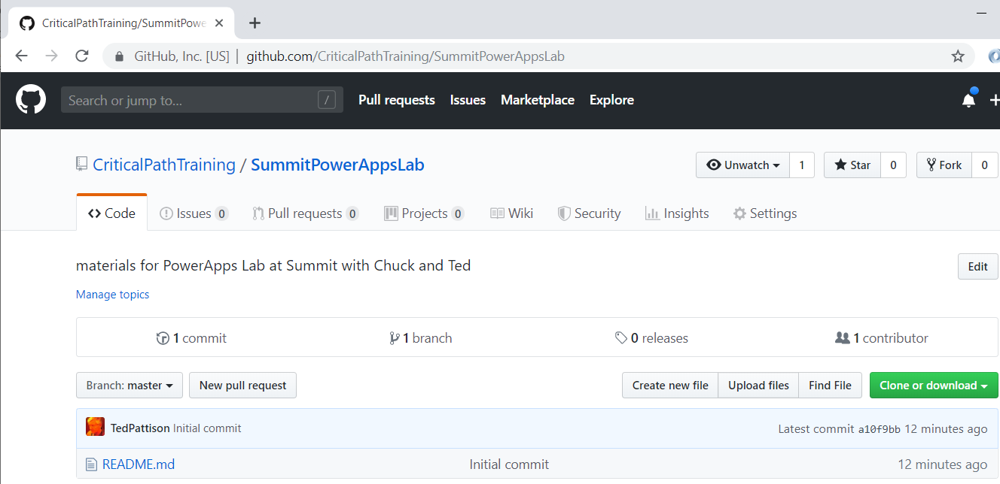 CriticalPathTraining/SummitPowe
GitHub, Inc. [US] | github.com/CriticalPathTraining/SummitPowerAppsLab
Search or jump to... / Pull requests Issues Marketplace Explore
CriticalPathTraining / SummitPowerAppsLab Unwatch 1 Star 0 Fork 0
Code Issues 0 Pull requests 0 Projects 0 Wiki Security Insights Settings
materials for PowerApps Lab at Summit with Chuck and Ted Edit
Manage topics
1 commit 1 branch 0 releases 1 contributor
Branch: master New pull request Create new file Upload files Find File Clone or download
TedPattison Initial commit Latest commit a10f9bb 12 minutes ago
README.md Initial commit 12 minutes ago